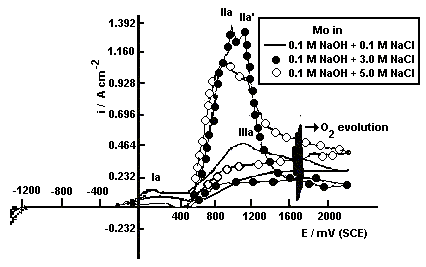 IIa IIa'
1.392
1.160
0.928
0.696
0.464
0.232
-0.232
i / A cm-2
Mo in
0.1 M NaOH + 0.1 M NaCl
0.1 M NaOH + 3.0 M NaCl
0.1 M NaOH + 5.0 M NaCl
→O2 evolution
IIIa
Ia
-1200 -800 -400 400 800 1200 1600 2000
E / mV (SCE)